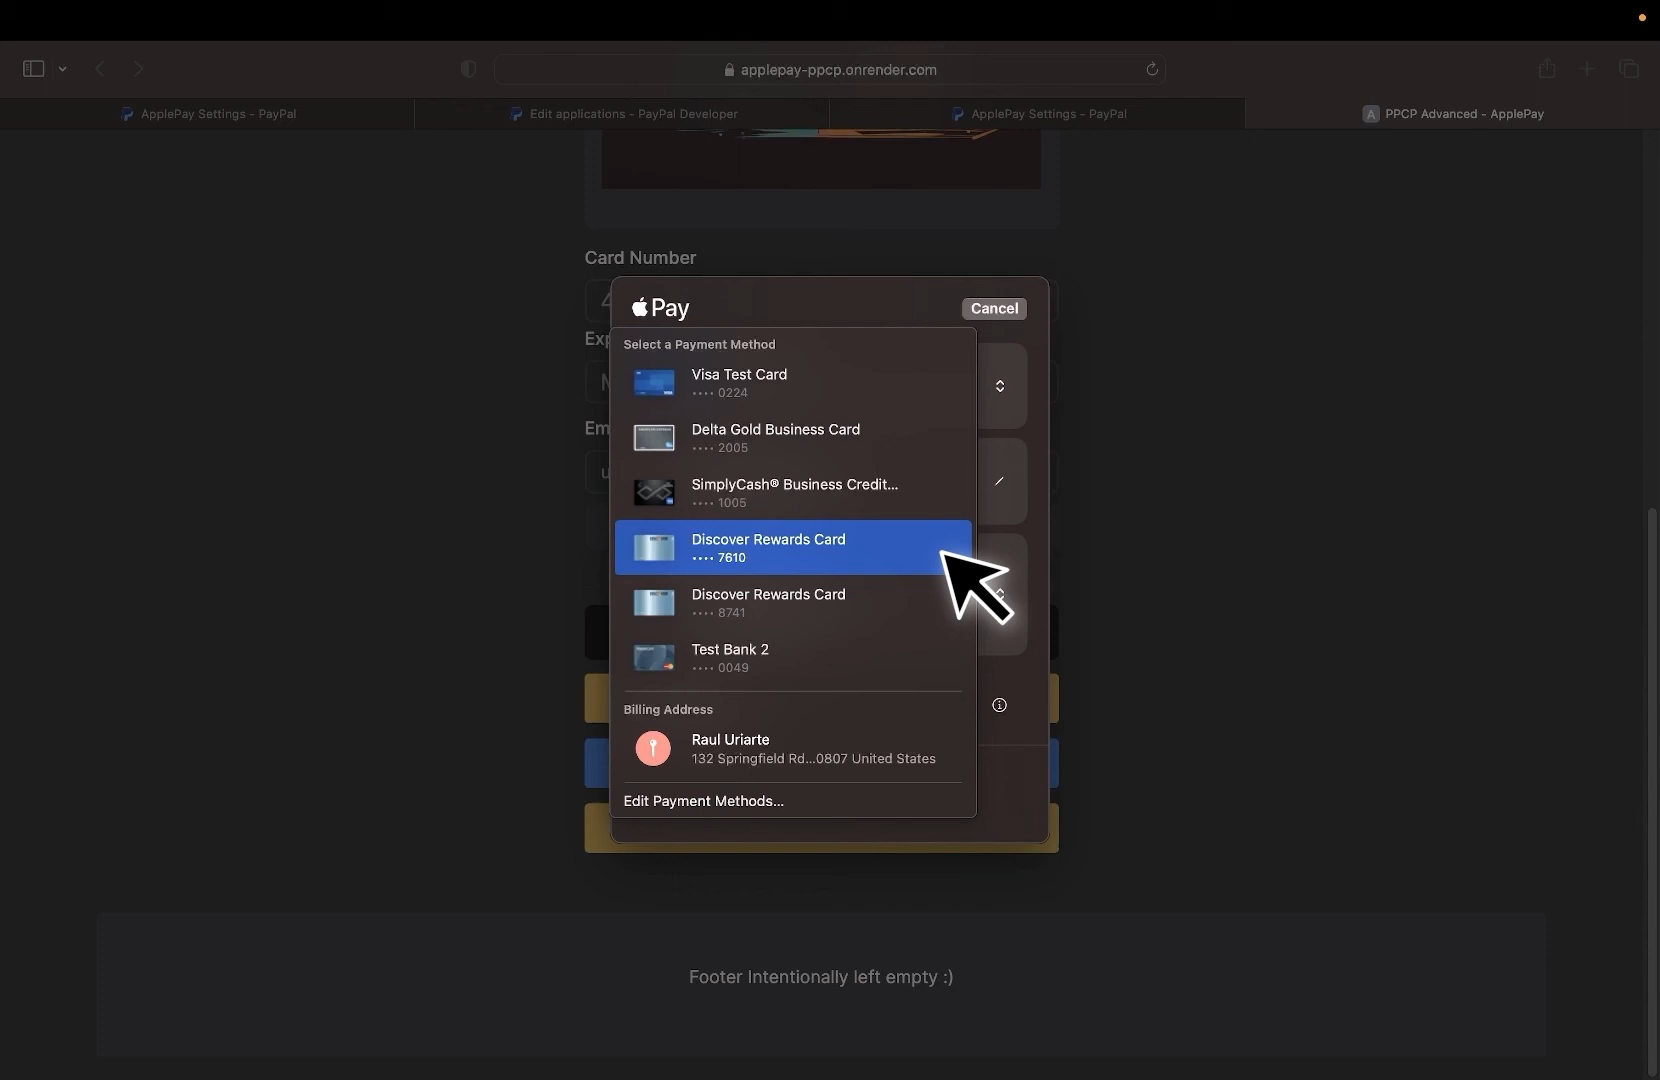 applepay-ppcp.onrender.com
ApplePay Settings - PayPal
Edit applications - PayPal Developer
ApplePay Settings - PayPal
A PPCP Advanced - ApplePay
Card Number
Pay
Cancel
Select a Payment Method
Visa Test Card
•••• 0224
Delta Gold Business Card
•••• 2005
SimplyCash® Business Credit...
•••• 1005
Discover Rewards Card
•••• 7610
Discover Rewards Card
•••• 8741
Test Bank 2
•••• 0049
Billing Address
Raul Uriarte
132 Springfield Rd...0807 United States
Edit Payment Methods...
Footer Intentionally left empty :)